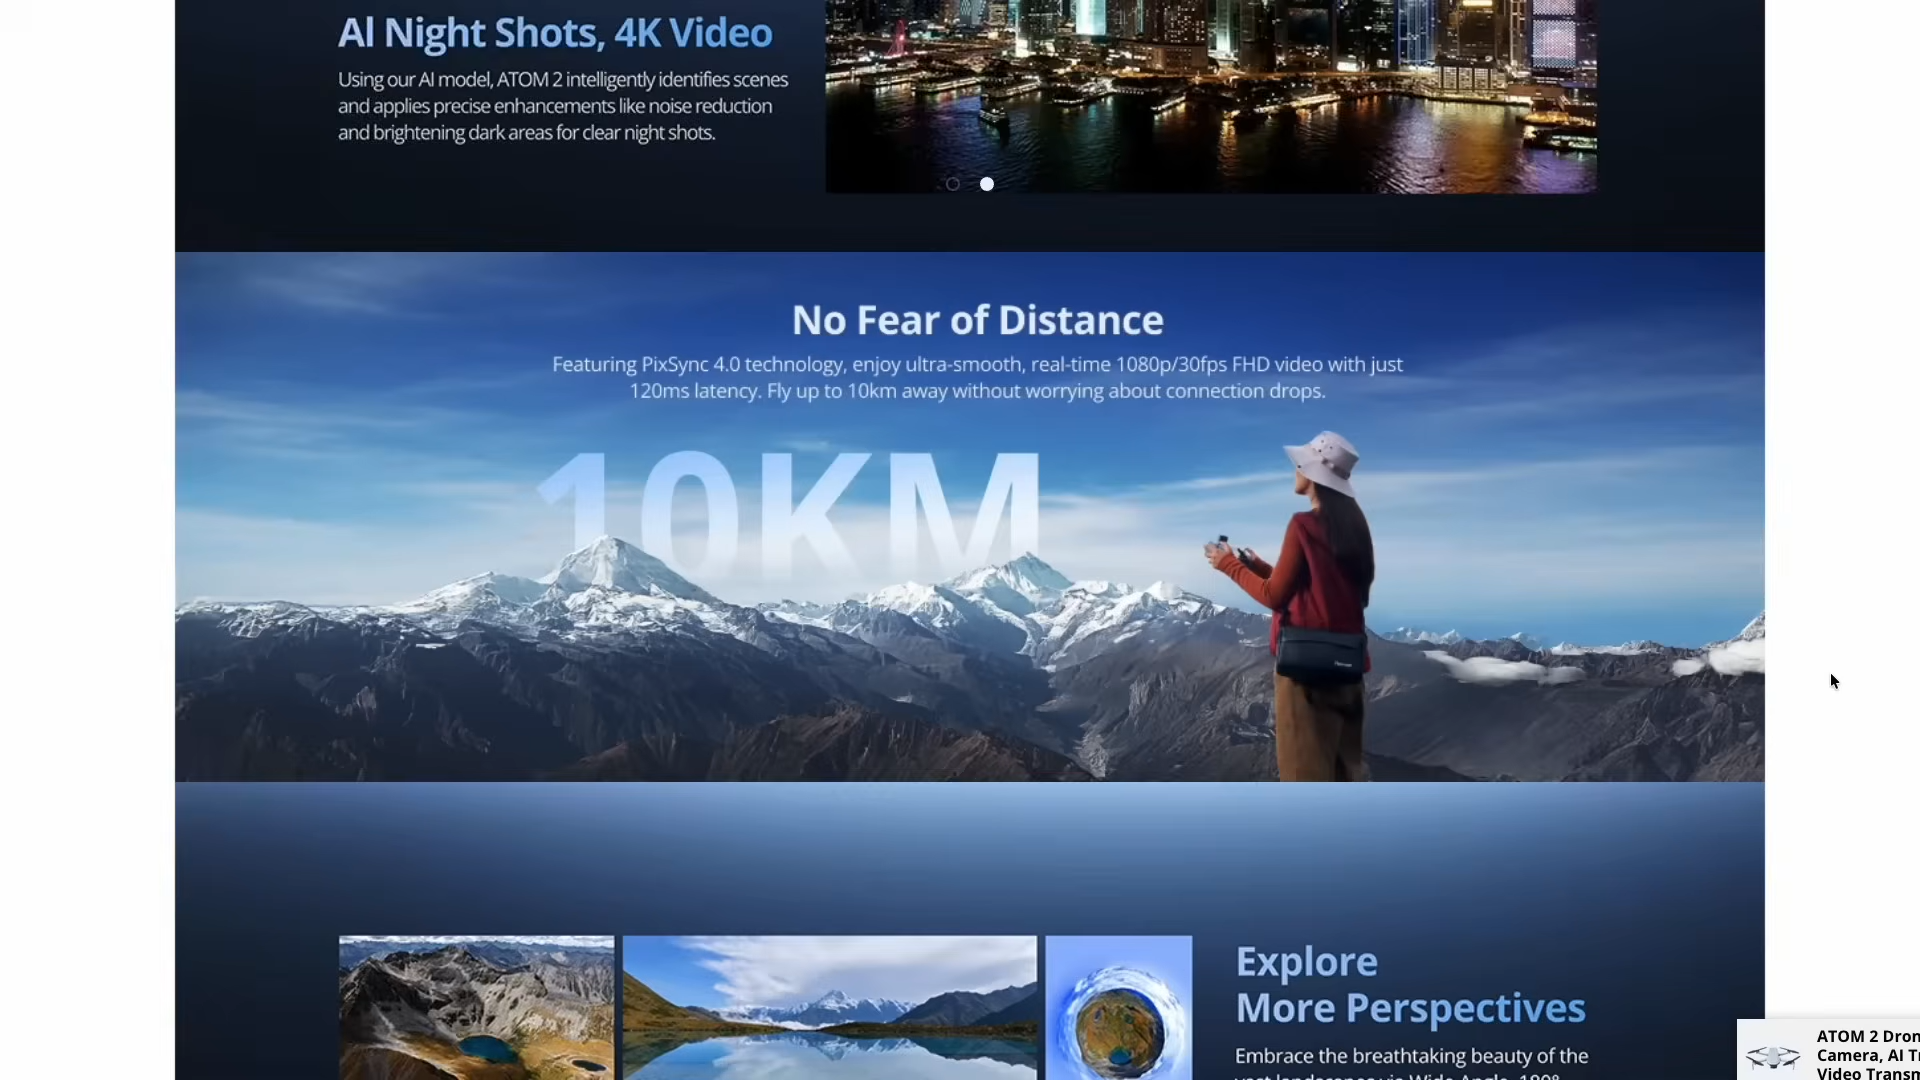 AI Night Shots, 4K Video
Using our AI model, ATOM 2 intelligently identifies scenes
and applies precise enhancements like noise reduction
and brightening dark areas for clear night shots.
No Fear of Distance
Featuring PixSync 4.0 technology, enjoy ultra-smooth, real-time 1080p/30fps FHD video with just
120ms latency. Fly up to 10km away without worrying about connection drops.
10KM
Explore
More Perspectives
Embrace the breathtaking beauty of the
ATOM 2 Dron
Camera, AI Tr
Video Transm